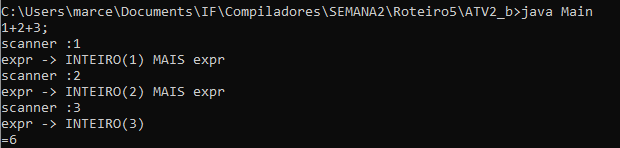 C:\Users\marce\Documents\IF\Compiladores\SEMANA2\Roteiro5\ATV2_b>java Main
1+2+3;
scanner :1
expr -> INTEIRO(1) MAIS expr
scanner :2
expr -> INTEIRO(2) MAIS expr
scanner :3
expr -> INTEIRO(3)
=6